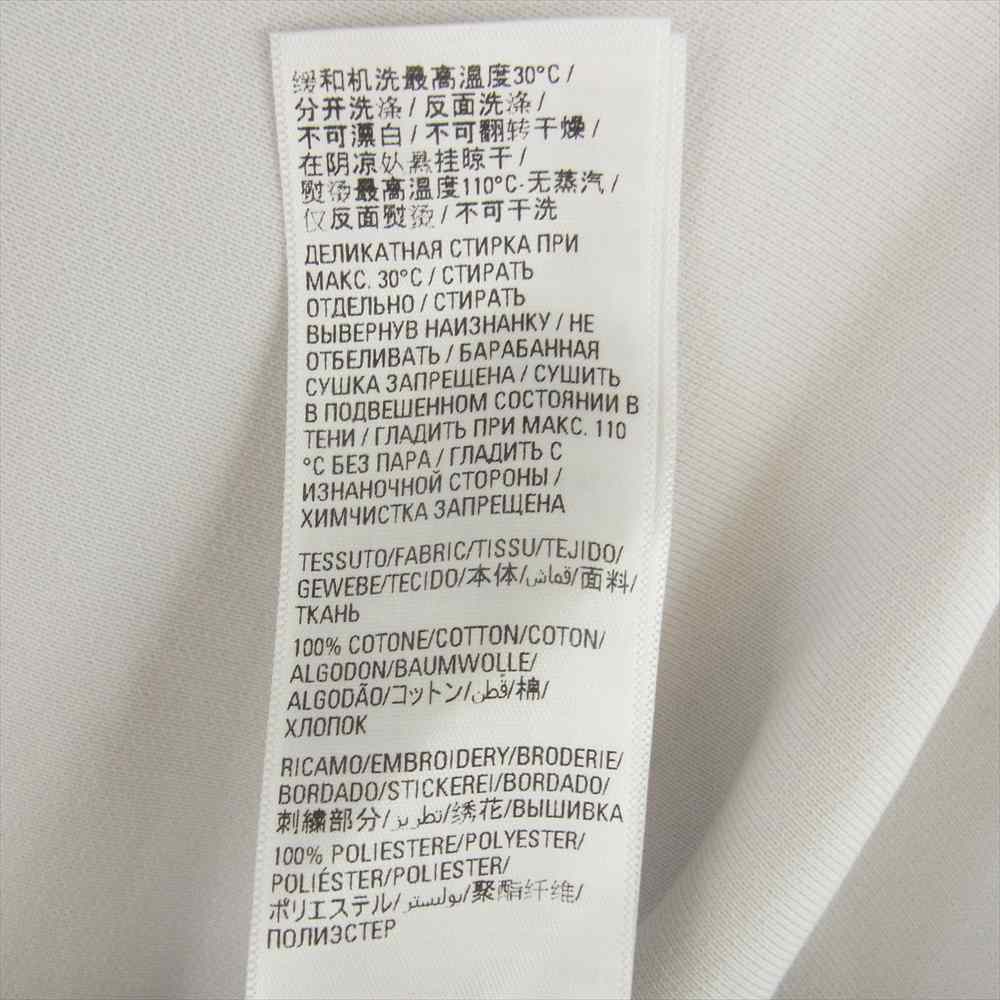 缓和机洗最高溫度30°C /
分开洗涤 / 反面洗涤 /
不可漂白 / 不可翻转干燥 /
在阴凉处悬挂晾干 /
熨烫最高溫度110°C-无蒸汽 /
仅反面熨烫 / 不可干洗
ДЕЛИКАТНАЯ СТИРКА ПРИ
МАКС. 30°C / СТИРАТЬ
ОТДЕЛЬНО / СТИРАТЬ
ВЫВЕРНУВ НАИЗНАНКУ / НЕ
ОТБЕЛИВАТЬ / БАРАБАННАЯ
СУШКА ЗАПРЕЩЕНА / СУШИТЬ
В ПОДВЕШЕННОМ СОСТОЯНИИ В
ТЕНИ / ГЛАДИТЬ ПРИ МАКС. 110
°C БЕЗ ПАРА / ГЛАДИТЬ С
ИЗНАНОЧНОЙ СТОРОНЫ /
ХИМЧИСТКА ЗАПРЕЩЕНА
TESSUTO/FABRIC/TISSU/TEJIDO/
GEWEBE/TECIDO/本体/قماش/面料/
ТКАНЬ
100% COTONE/COTTON/COTON/
ALGODON/BAUMWOLLE/
ALGODÃO/コットン/قطن/棉/
ХЛОПОК
RICAMO/EMBROIDERY/BRODERIE/
BORDADO/STICKEREI/BORDADO/
刺繍部分/تطريز/绣花/ВЫШИВКА
100% POLIESTERE/POLYESTER/
POLIÉSTER/POLIESTER/
ポリエステル/بوليستر/聚酯纤维/
ПОЛИЭСТЕР